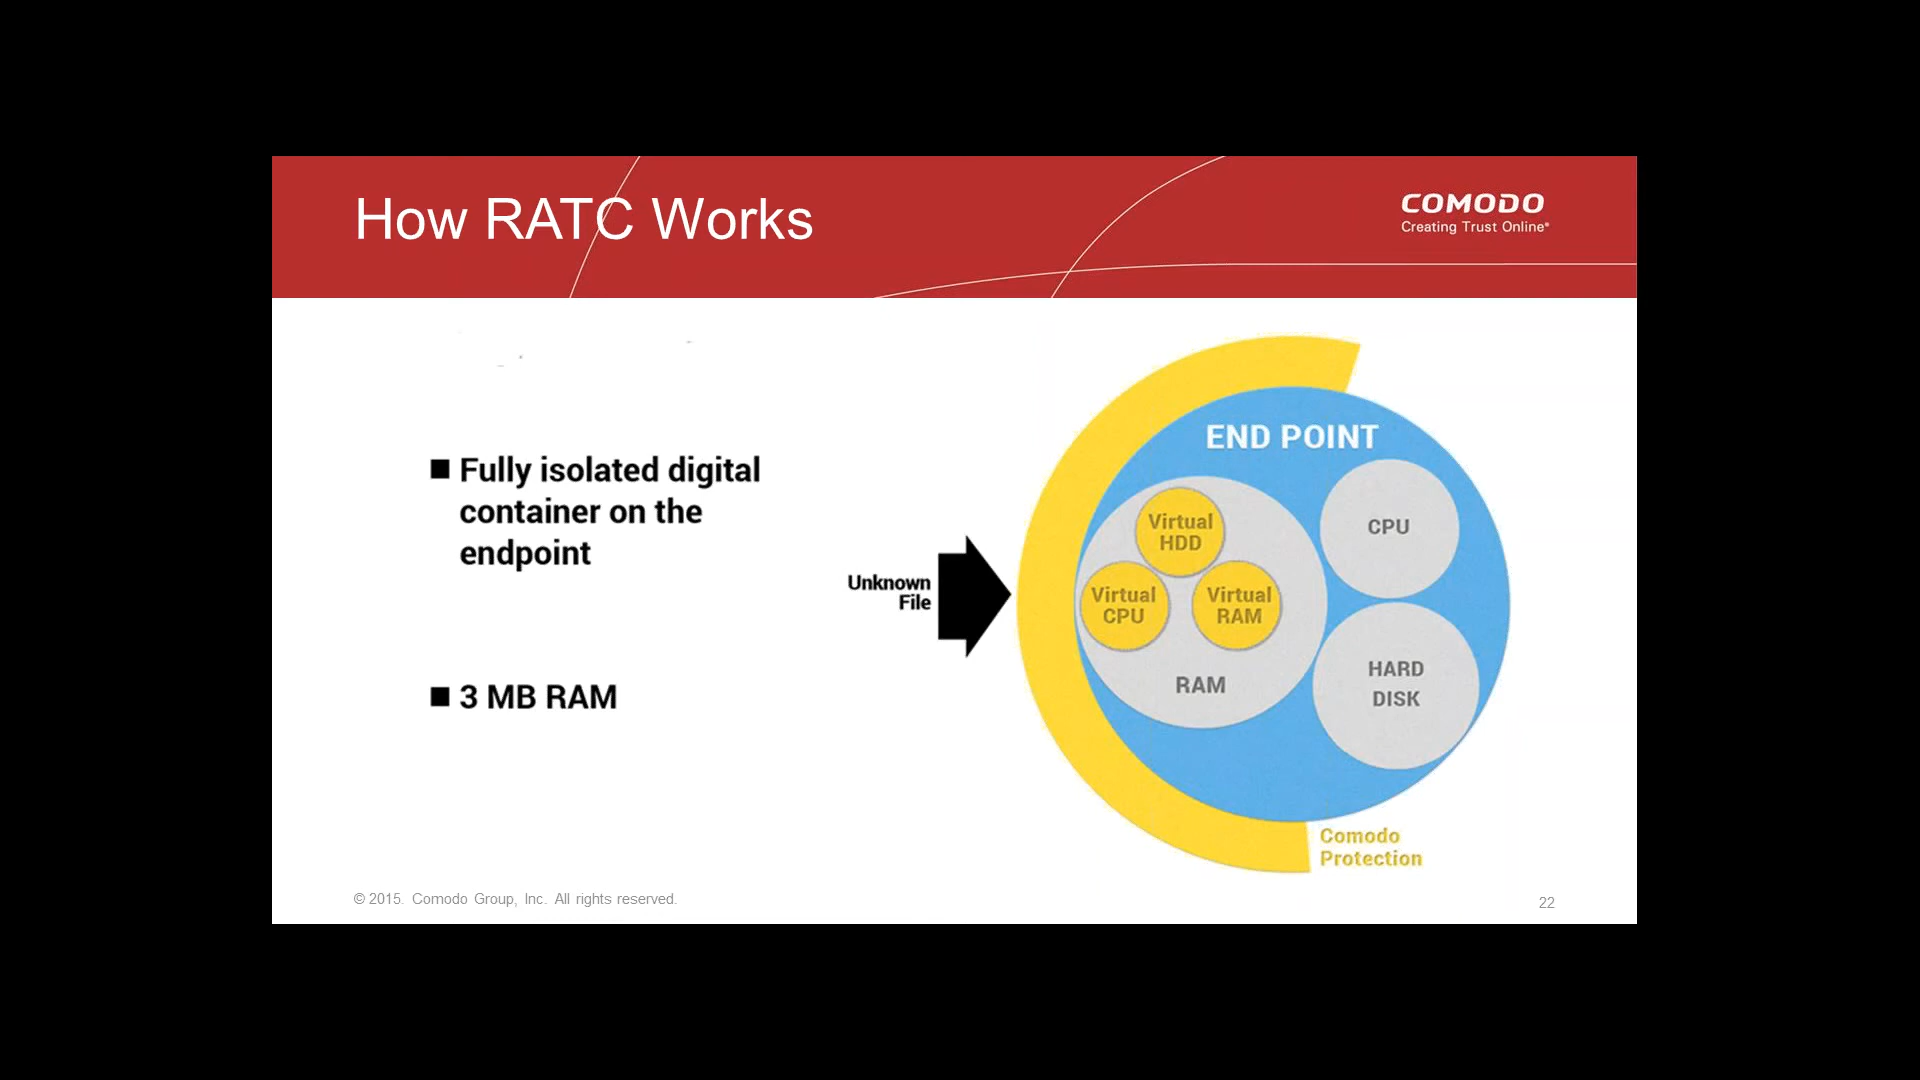 How RATC Works
COMODO
Creating Trust Online®
■ Fully isolated digital
container on the
endpoint
■ 3 MB RAM
Unknown
File
END POINT
Virtual
HDD
Virtual
CPU
Virtual
RAM
RAM
CPU
HARD
DISK
Comodo
Protection
© 2015. Comodo Group, Inc. All rights reserved.
22